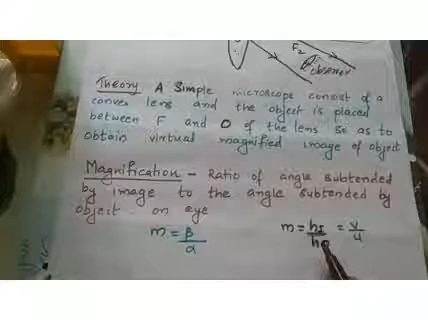 F₂
observer
Theory A Simple microscope consist of a
convex lens and the object is placed
between F and O of the lens so as to
obtain virtual magnified image of object
Magnification - Ratio of angle subtended
by image to the angle subtended by
object on eye
m = β/α
m = hI/ho = v/u